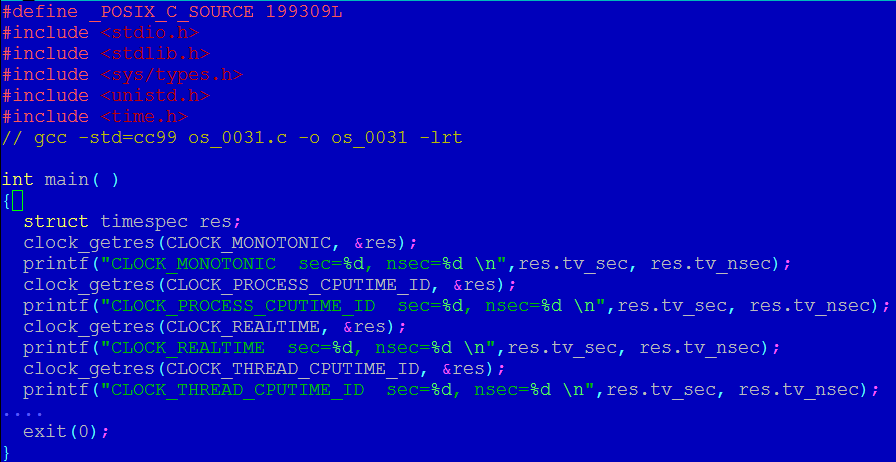 #define _POSIX_C_SOURCE 199309L
#include <stdio.h>
#include <stdlib.h>
#include <sys/types.h>
#include <unistd.h>
#include <time.h>
// gcc -std=cc99 os_0031.c -o os_0031 -lrt
int main( )
{
struct timespec res;
clock_getres(CLOCK_MONOTONIC, &res);
printf("CLOCK_MONOTONIC  sec=%d, nsec=%d \n",res.tv_sec, res.tv_nsec);
clock_getres(CLOCK_PROCESS_CPUTIME_ID, &res);
printf("CLOCK_PROCESS_CPUTIME_ID  sec=%d, nsec=%d \n",res.tv_sec, res.tv_nsec);
clock_getres(CLOCK_REALTIME, &res);
printf("CLOCK_REALTIME  sec=%d, nsec=%d \n",res.tv_sec, res.tv_nsec);
clock_getres(CLOCK_THREAD_CPUTIME_ID, &res);
printf("CLOCK_THREAD_CPUTIME_ID  sec=%d, nsec=%d \n",res.tv_sec, res.tv_nsec);
....
exit(0);
}